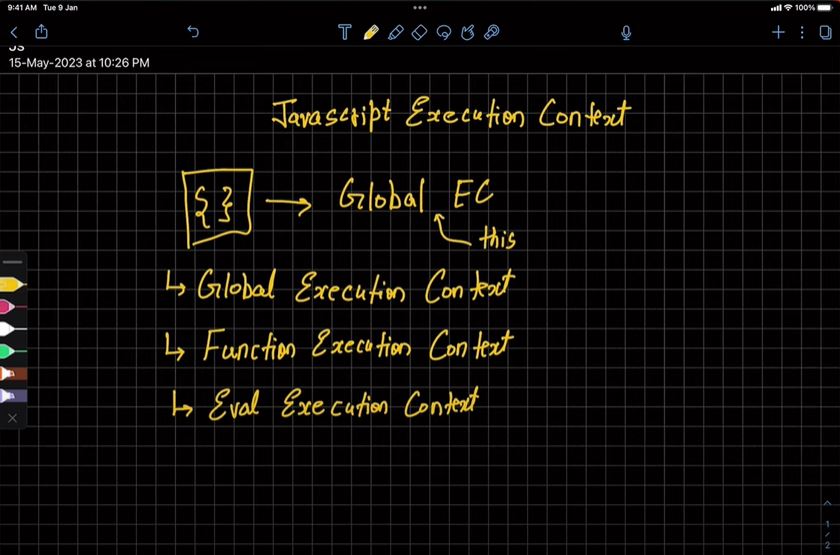 9:41 AM Tue 9 Jan
100%
JS
15-May-2023 at 10:26 PM
Javascript Execution Context
{ } → Global EC
this
↳ Global Execution Context
↳ Function Execution Context
↳ Eval Execution Context
1
2